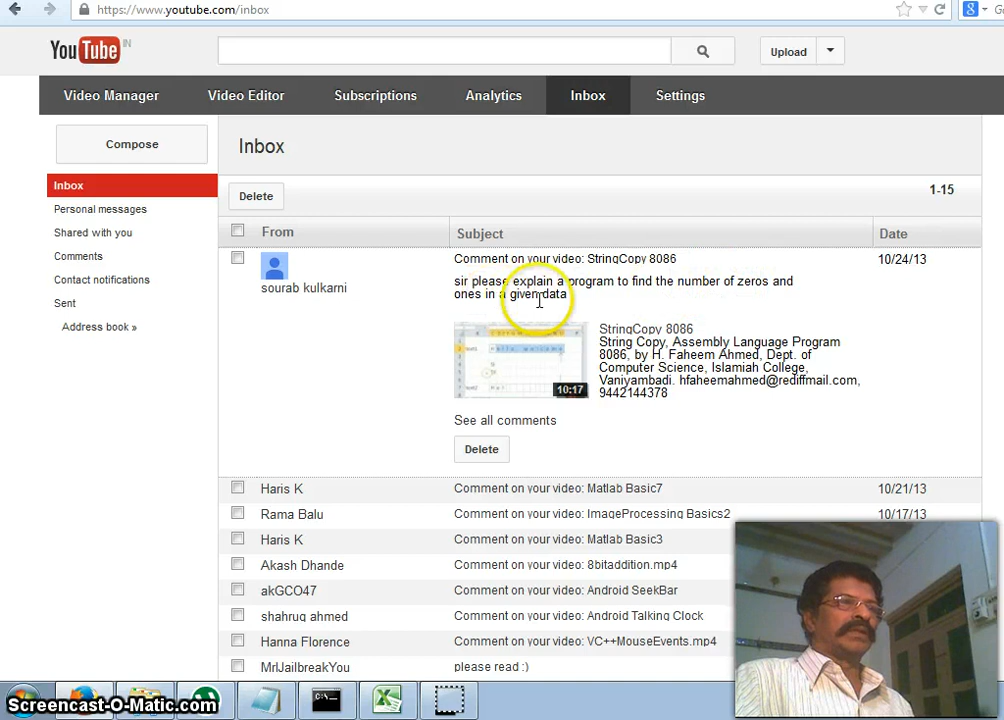 https://www.youtube.com/inbox
YouTube IN
Upload
Video Manager Video Editor Subscriptions Analytics Inbox Settings
Compose
Inbox
Personal messages
Shared with you
Comments
Contact notifications
Sent
Address book »
Inbox
Delete
1-15
From Subject Date
sourab kulkarni
Comment on your video: StringCopy 8086 10/24/13
sir please explain a program to find the number of zeros and
ones in a given data
10:17
StringCopy 8086
String Copy, Assembly Language Program
8086, by H. Faheem Ahmed, Dept. of
Computer Science, Islamiah College,
Vaniyambadi. hfaheemahmed@rediffmail.com,
9442144378
See all comments
Delete
Haris K Comment on your video: Matlab Basic7 10/21/13
Rama Balu Comment on your video: ImageProcessing Basics2 10/17/13
Haris K Comment on your video: Matlab Basic3
Akash Dhande Comment on your video: 8bitaddition.mp4
akGCO47 Comment on your video: Android SeekBar
shahruq ahmed Comment on your video: Android Talking Clock
Hanna Florence Comment on your video: VC++MouseEvents.mp4
MrlJailbreakYou please read :)
Screencast-O-Matic.com